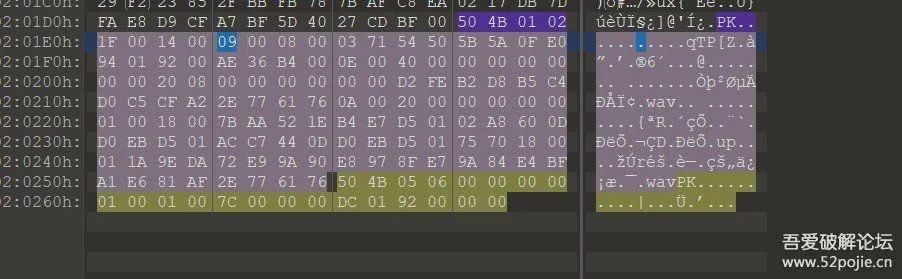 2:01C0h: 29 F2 23 85 2F BB FB 78 7B AF C8 EA 02 17 DB 7D )ò#…/»ûx{¯Èê..Û}
2:01D0h: FA E8 D9 CF A7 BF 5D 40 27 CD BF 00 50 4B 01 02 úèÙÏ§¿]@'Í¿.PK..
2:01E0h: 1F 00 14 00 09 00 08 00 03 71 54 50 5B 5A 0F E0 .........qTP[Z.à
2:01F0h: 94 01 92 00 AE 36 B4 00 0E 00 40 00 00 00 00 00 ”.’.®6´...@.....
2:0200h: 00 00 20 00 00 00 00 00 00 00 D2 FE B2 D8 B5 C4 .. .......Òþ²ØµÄ
2:0210h: D0 C5 CF A2 2E 77 61 76 0A 00 20 00 00 00 00 00 ÐÅÏ¢.wav.. .....
2:0220h: 01 00 18 00 7B AA 52 1E B4 E7 D5 01 02 A8 60 0D ....{ªR.´çÕ..¨`.
2:0230h: D0 EB D5 01 AC C7 44 0D D0 EB D5 01 75 70 18 00 ÐëÕ.¬ÇD.ÐëÕ.up..
2:0240h: 01 1A 9E DA 72 E9 9A 90 E8 97 8F E7 9A 84 E4 BF ..žÚréš.è—.çš„ä¿
2:0250h: A1 E6 81 AF 2E 77 61 76 50 4B 05 06 00 00 00 00 ¡æ.¯.wavPK......
2:0260h: 01 00 01 00 7C 00 00 00 DC 01 92 00 00 00 ....|...Ü.’...
吾爱破解论坛
www.52pojie.cn